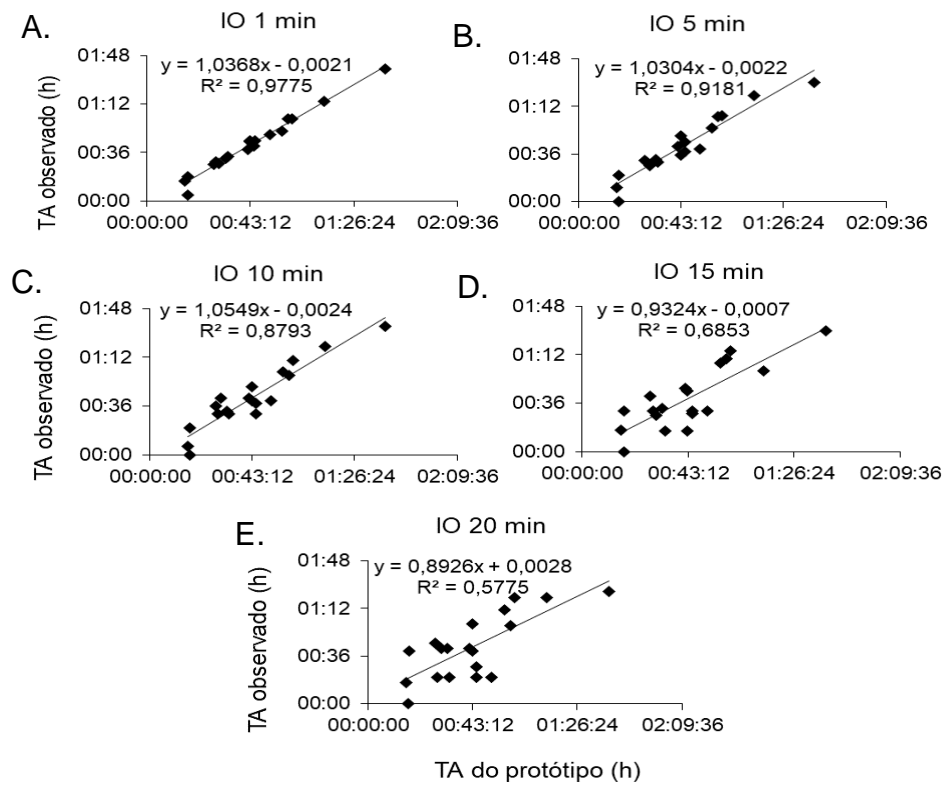 A.
IO 1 min
y = 1,0368x - 0,0021
R² = 0,9775
TA observado (h)
01:48
01:12
00:36
00:00
00:00:00 00:43:12 01:26:24 02:09:36
B.
IO 5 min
y = 1,0304x - 0,0022
R² = 0,9181
01:48
01:12
00:36
00:00
00:00:00 00:43:12 01:26:24 02:09:36
C.
IO 10 min
y = 1,0549x - 0,0024
R² = 0,8793
TA observado (h)
01:48
01:12
00:36
00:00
00:00:00 00:43:12 01:26:24 02:09:36
D.
IO 15 min
y = 0,9324x - 0,0007
R² = 0,6853
01:48
01:12
00:36
00:00
00:00:00 00:43:12 01:26:24 02:09:36
E.
IO 20 min
y = 0,8926x + 0,0028
R² = 0,5775
TA observado (h)
01:48
01:12
00:36
00:00
00:00:00 00:43:12 01:26:24 02:09:36
TA do protótipo (h)